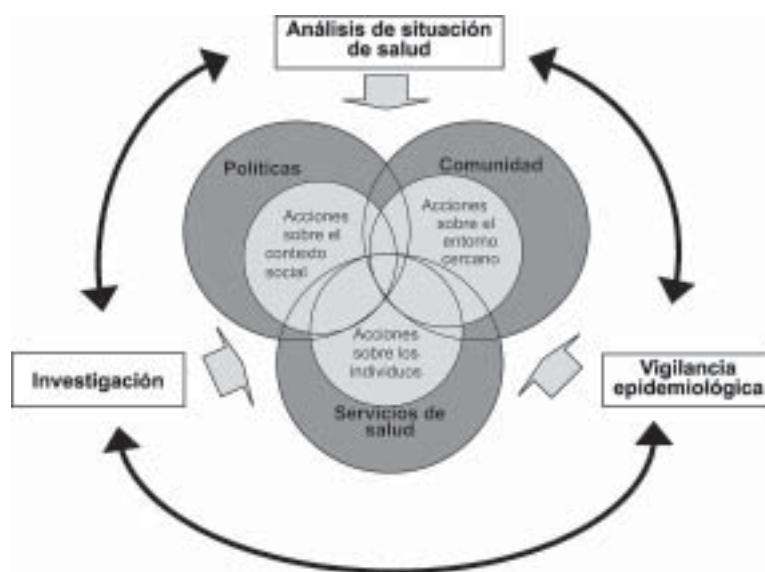 Análisis de situación
de salud
Políticas
Comunidad
Acciones
sobre el
contexto
social
Acciones
sobre el
entorno
cercano
Acciones
sobre los
individuos
Servicios de
salud
Investigación
Vigilancia
epidemiológica